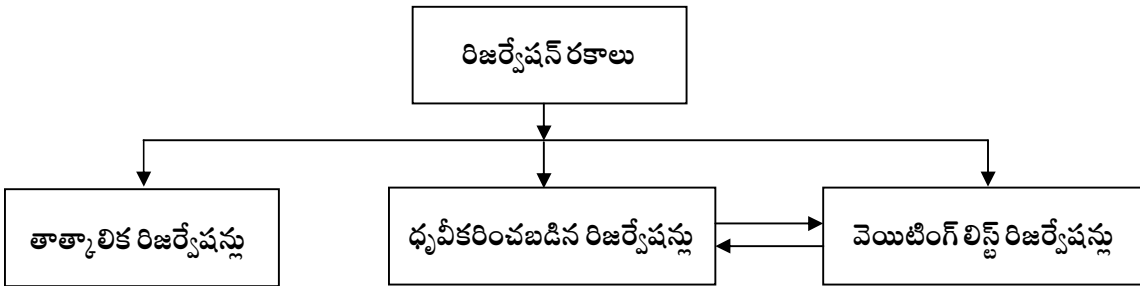 రిజర్వేషన్ రకాలు
తాత్కాలిక రిజర్వేషన్లు
ధృవీకరించబడిన రిజర్వేషన్లు
వెయిటింగ్ లిస్ట్ రిజర్వేషన్లు